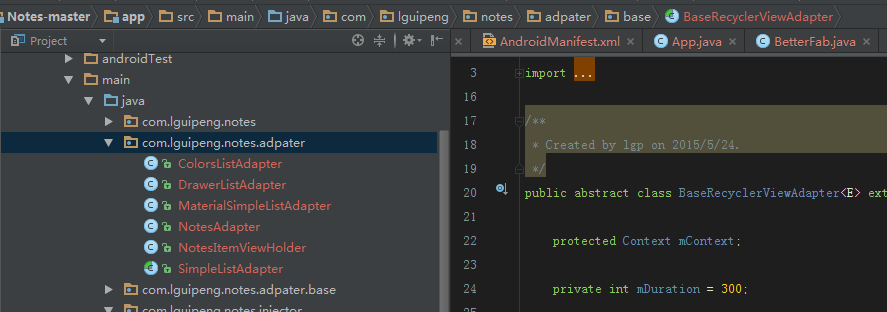 Notes-master app src main java com lguipeng notes adpater base BaseRecyclerViewAdapter
Project
AndroidManifest.xml App.java BetterFab.java
androidTest
main
java
com.lguipeng.notes
com.lguipeng.notes.adpater
ColorsListAdapter
DrawerListAdapter
MaterialSimpleListAdapter
NotesAdapter
NotesItemViewHolder
SimpleListAdapter
com.lguipeng.notes.adpater.base
com.lguipeng.notes.injector
3 import ...
16
17 /**
18 * Created by lgp on 2015/5/24.
19 */
20 public abstract class BaseRecyclerViewAdapter<E> ext
21
22 protected Context mContext;
23
24 private int mDuration = 300;
25